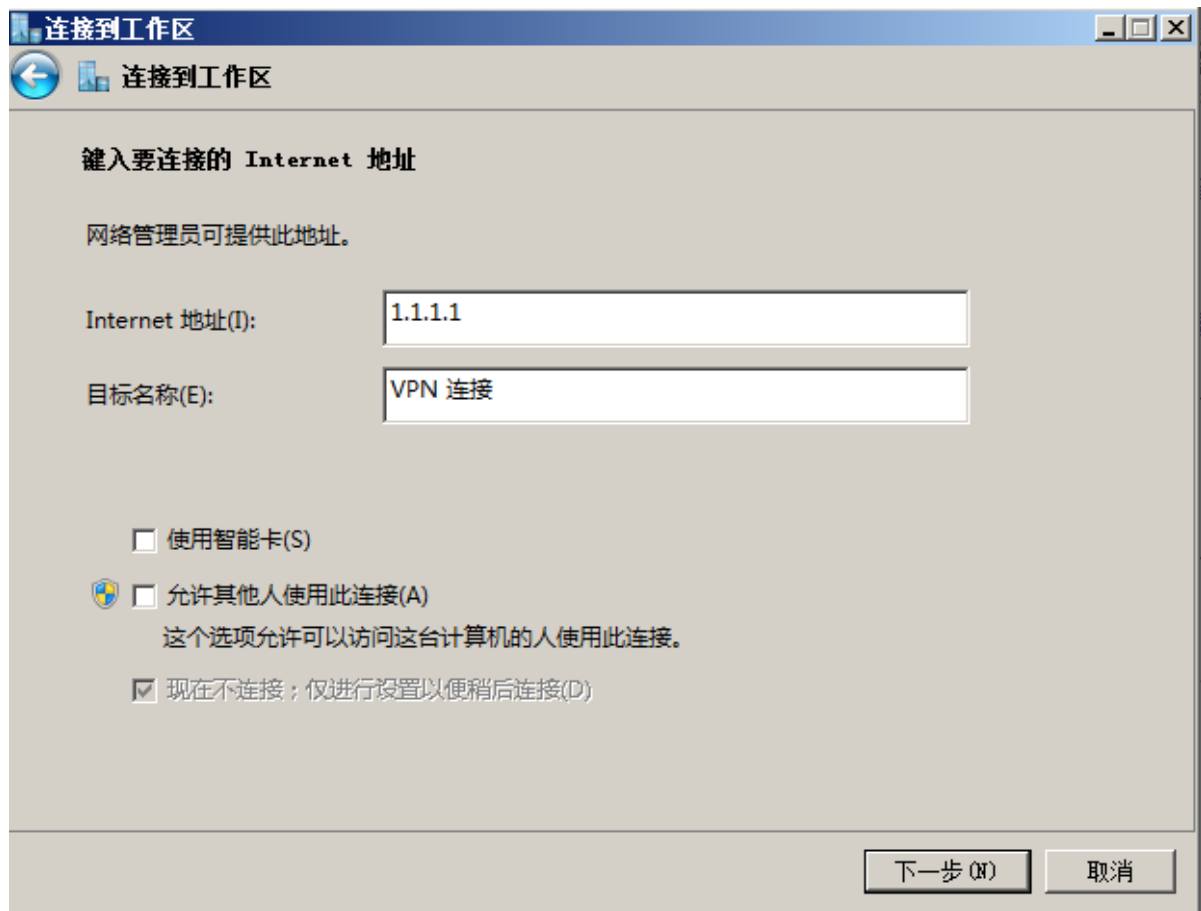 连接到工作区
连接到工作区
键入要连接的 Internet 地址
网络管理员可提供此地址。
Internet 地址(I):
1.1.1.1
目标名称(E):
VPN 连接
使用智能卡(S)
允许其他人使用此连接(A)
这个选项允许可以访问这台计算机的人使用此连接。
现在不连接；仅进行设置以便稍后连接(D)
下一步(N)
取消